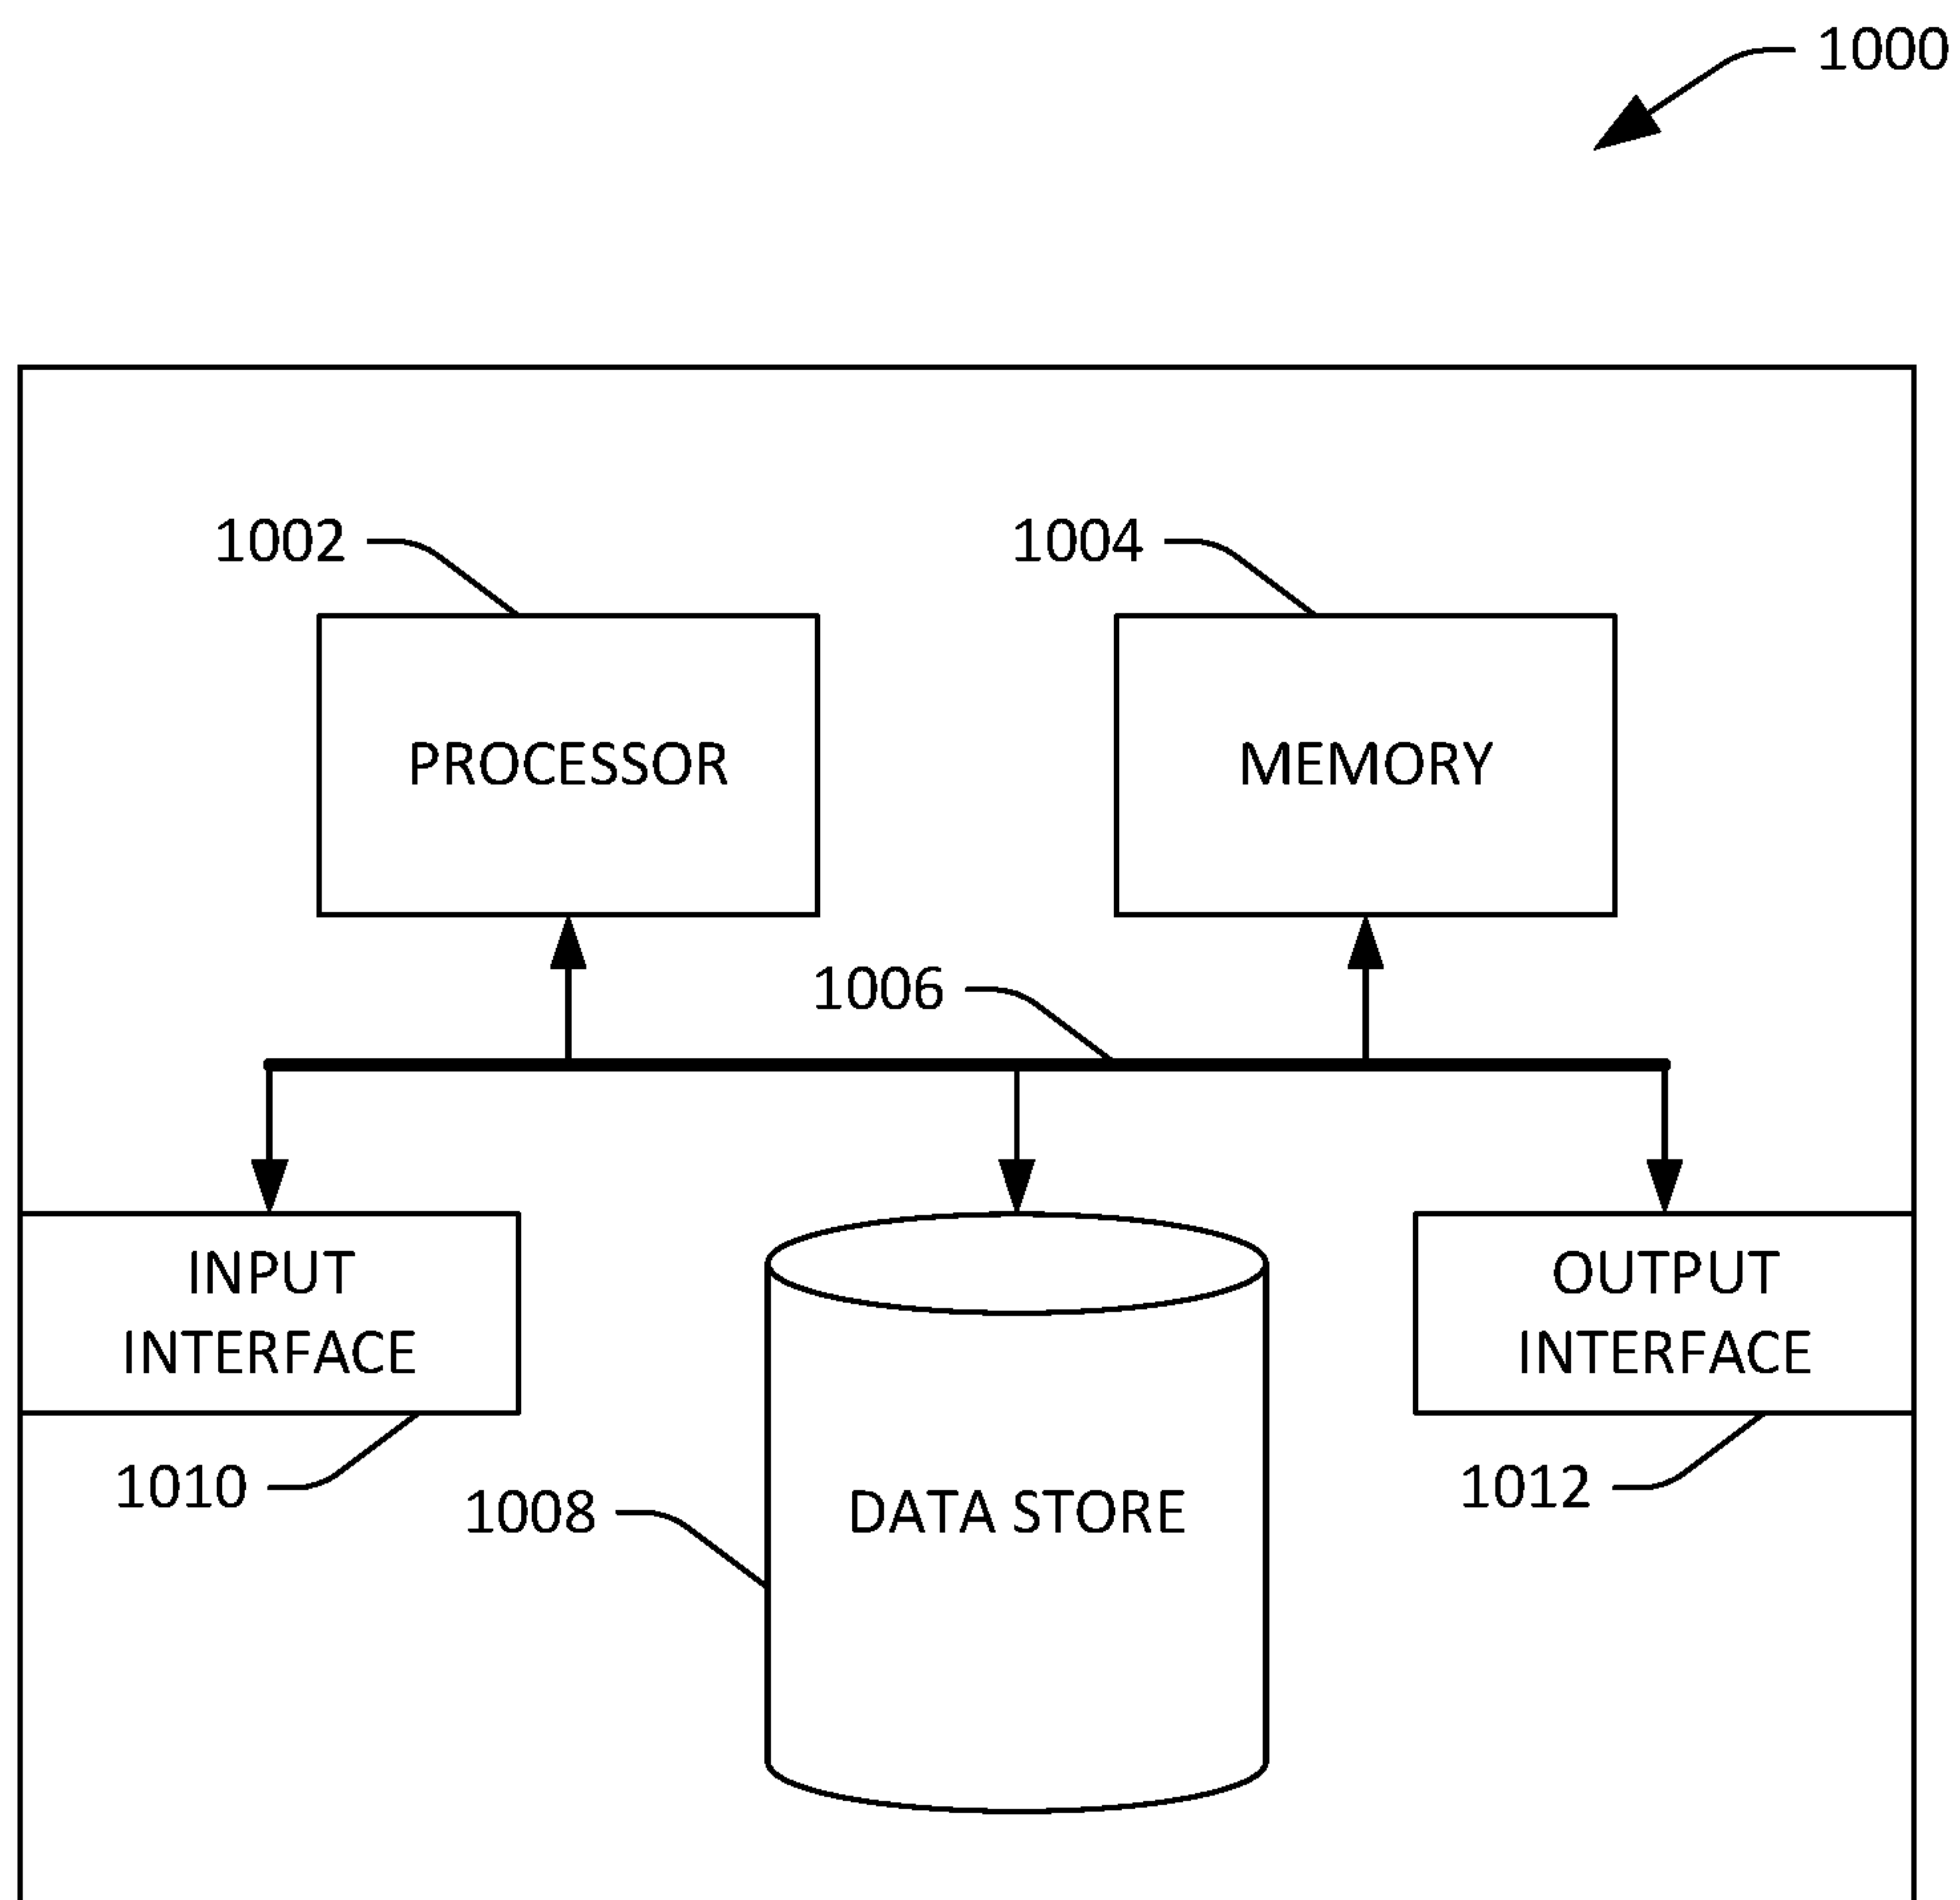 1000
1002
1004
PROCESSOR
MEMORY
1006
INPUT
INTERFACE
OUTPUT
INTERFACE
1010
1008
DATA STORE
1012